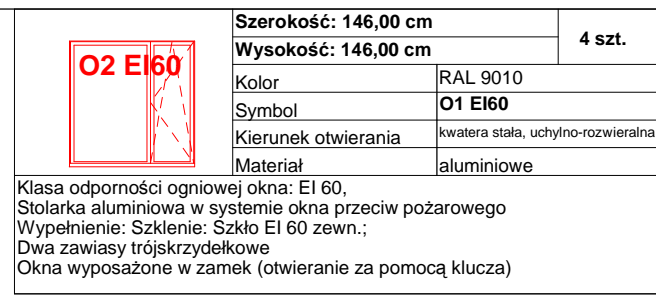 O2 EI60
Szerokość: 146,00 cm
Wysokość: 146,00 cm
4 szt.
Kolor RAL 9010
Symbol O1 EI60
Kierunek otwierania kwatera stała, uchylno-rozwieralna
Materiał aluminiowe
Klasa odporności ogniowej okna: EI 60,
Stolarka aluminiowa w systemie okna przeciw pożarowego
Wypełnienie: Szklenie: Szkło EI 60 zewn.;
Dwa zawiasy trójskrzydełkowe
Okna wyposażone w zamek (otwieranie za pomocą klucza)